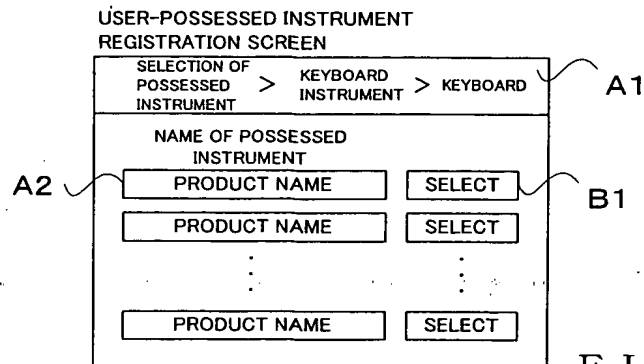 USER-POSSESSED INSTRUMENT
REGISTRATION SCREEN
SELECTION OF
POSSESSED
INSTRUMENT
>
KEYBOARD
INSTRUMENT
> KEYBOARD
A1
NAME OF POSSESSED
INSTRUMENT
A2
PRODUCT NAME SELECT
B1
PRODUCT NAME SELECT
PRODUCT NAME SELECT